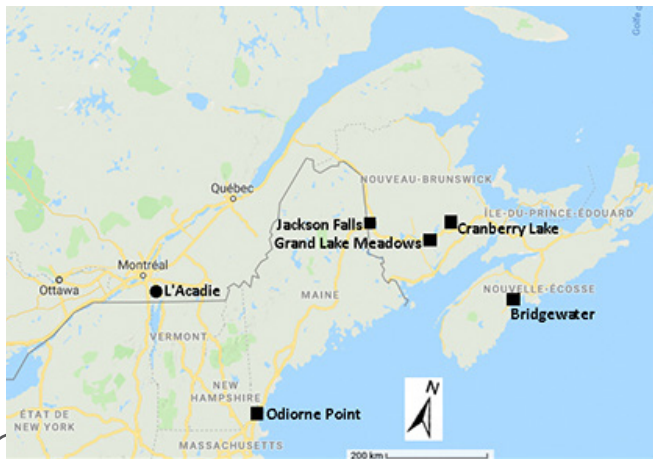 Golfe d
Québec
NOUVEAU-BRUNSWICK
ÎLE-DU-PRINCE-ÉDOUARD
Jackson Falls
Cranberry Lake
Grand Lake Meadows
Montréal
Ottawa
L'Acadie
MAINE
NOUVELLE-ÉCOSSE
Bridgewater
VERMONT
NEW
HAMPSHIRE
N
Odiorne Point
ÉTAT DE
NEW YORK
MASSACHUSETTS
200 km